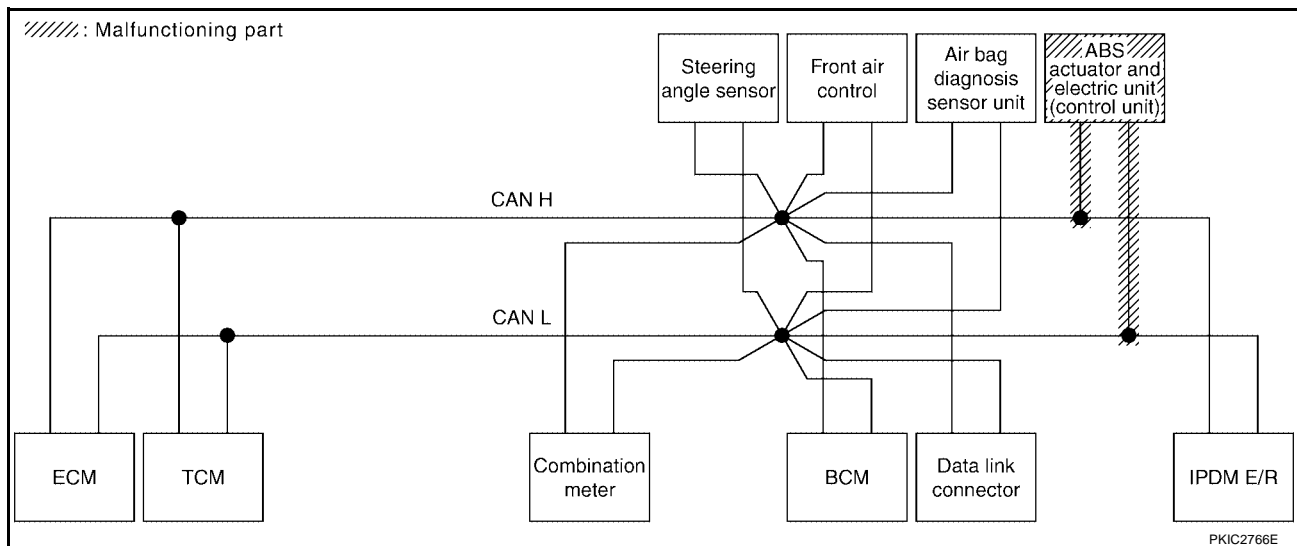 : Malfunctioning part
Steering
angle sensor
Front air
control
Air bag
diagnosis
sensor unit
ABS
actuator and
electric unit
(control unit)
CAN H
CAN L
ECM
TCM
Combination
meter
BCM
Data link
connector
IPDM E/R
PKIC2766E